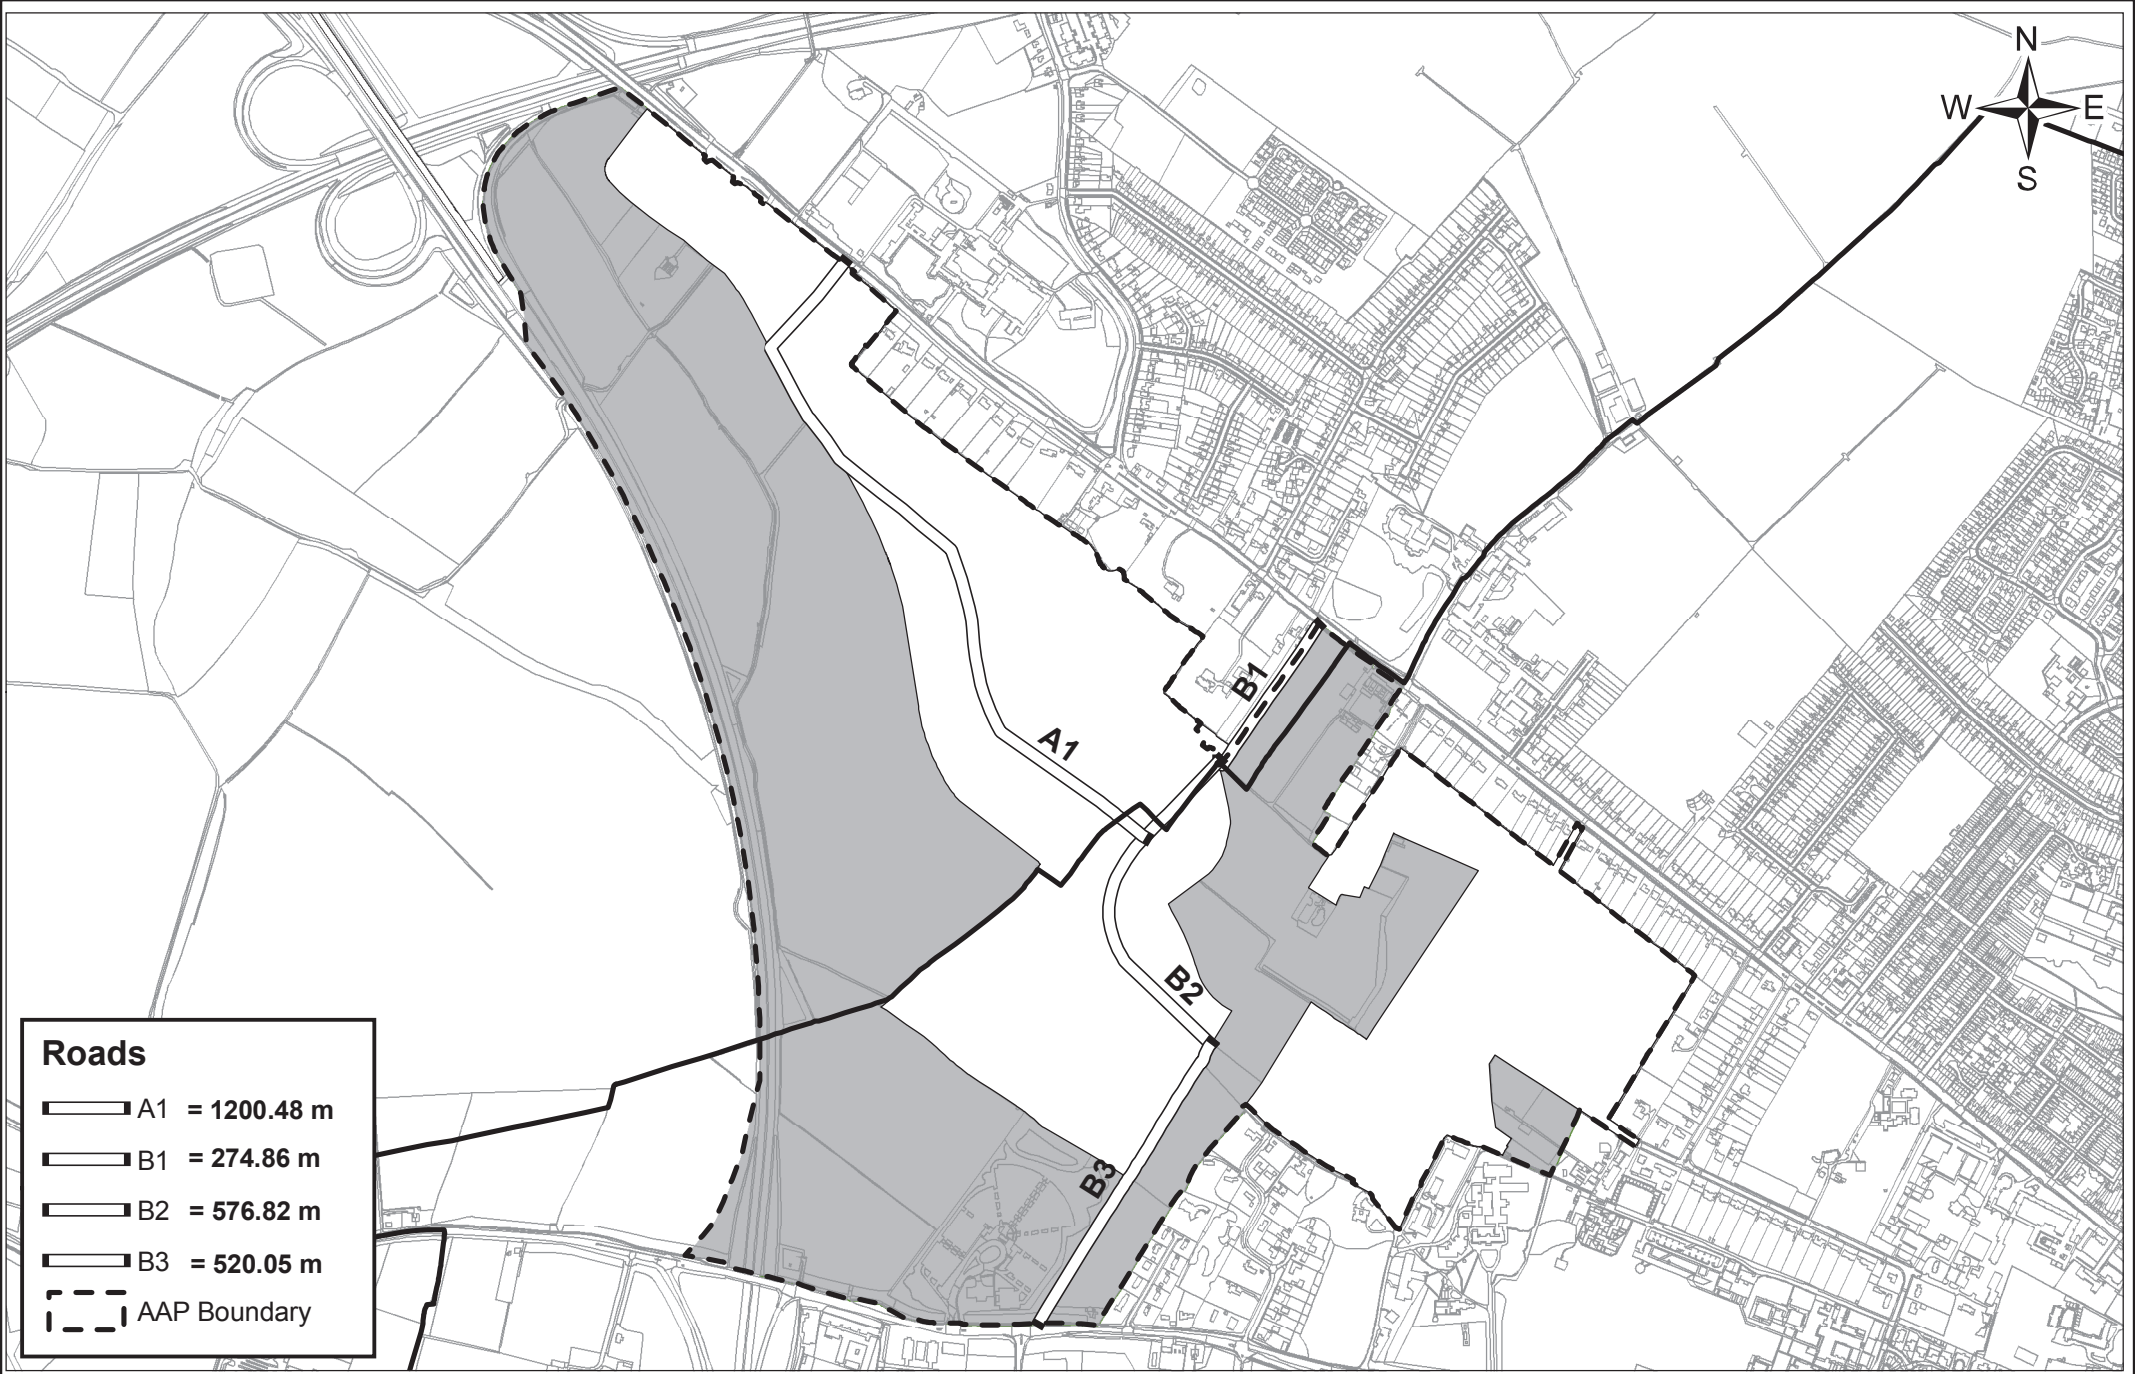 N
W E
S
B1
A1
B2
B3
Roads
A1 = 1200.48 m
B1 = 274.86 m
B2 = 576.82 m
B3 = 520.05 m
AAP Boundary